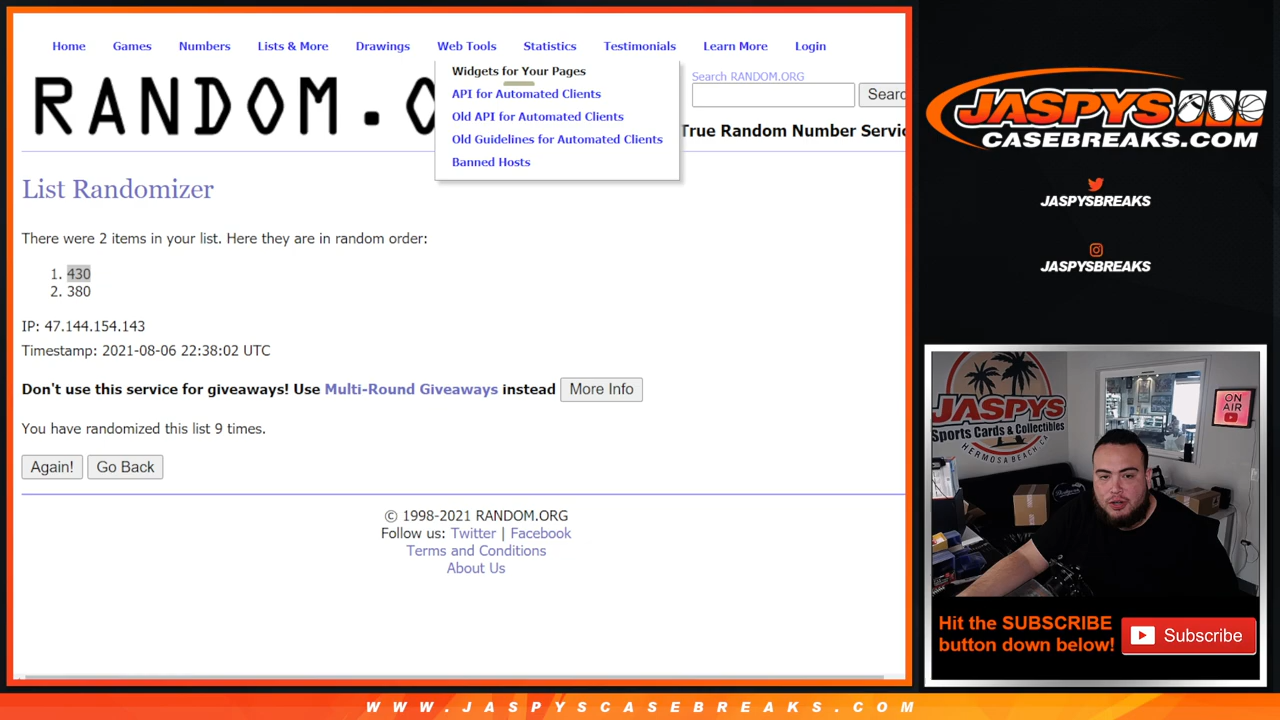 Home Games Numbers Lists & More Drawings Web Tools Statistics Testimonials Learn More Login
RANDOM.O
Widgets for Your Pages
API for Automated Clients
Old API for Automated Clients
Old Guidelines for Automated Clients
Banned Hosts
Search RANDOM.ORG
Searc
True Random Number Servic
List Randomizer
There were 2 items in your list. Here they are in random order:
1. 430
2. 380
IP: 47.144.154.143
Timestamp: 2021-08-06 22:38:02 UTC
Don't use this service for giveaways! Use Multi-Round Giveaways instead More Info
You have randomized this list 9 times.
Again! Go Back
© 1998-2021 RANDOM.ORG
Follow us: Twitter | Facebook
Terms and Conditions
About Us
JASPYS
CASEBREAKS.COM
JASPYSBREAKS
JASPYSBREAKS
JASPYS
Sports Cards & Collectibles
HERMOSA BEACH, CA
ON
AIR
Hit the SUBSCRIBE
button down below!
Subscribe
WWW.JASPYSCASEBREAKS.COM